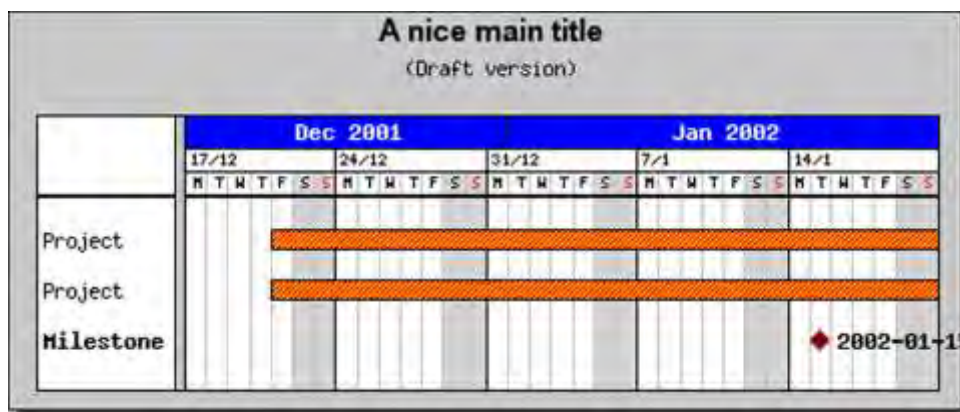 A nice main title
(Draft version)
Dec 2001 Jan 2002
17/12 24/12 31/12 7/1 14/1
M T W T F S S M T W T F S S M T W T F S S M T W T F S S M T W T F S S
Project
Project
Milestone 2002-01-1